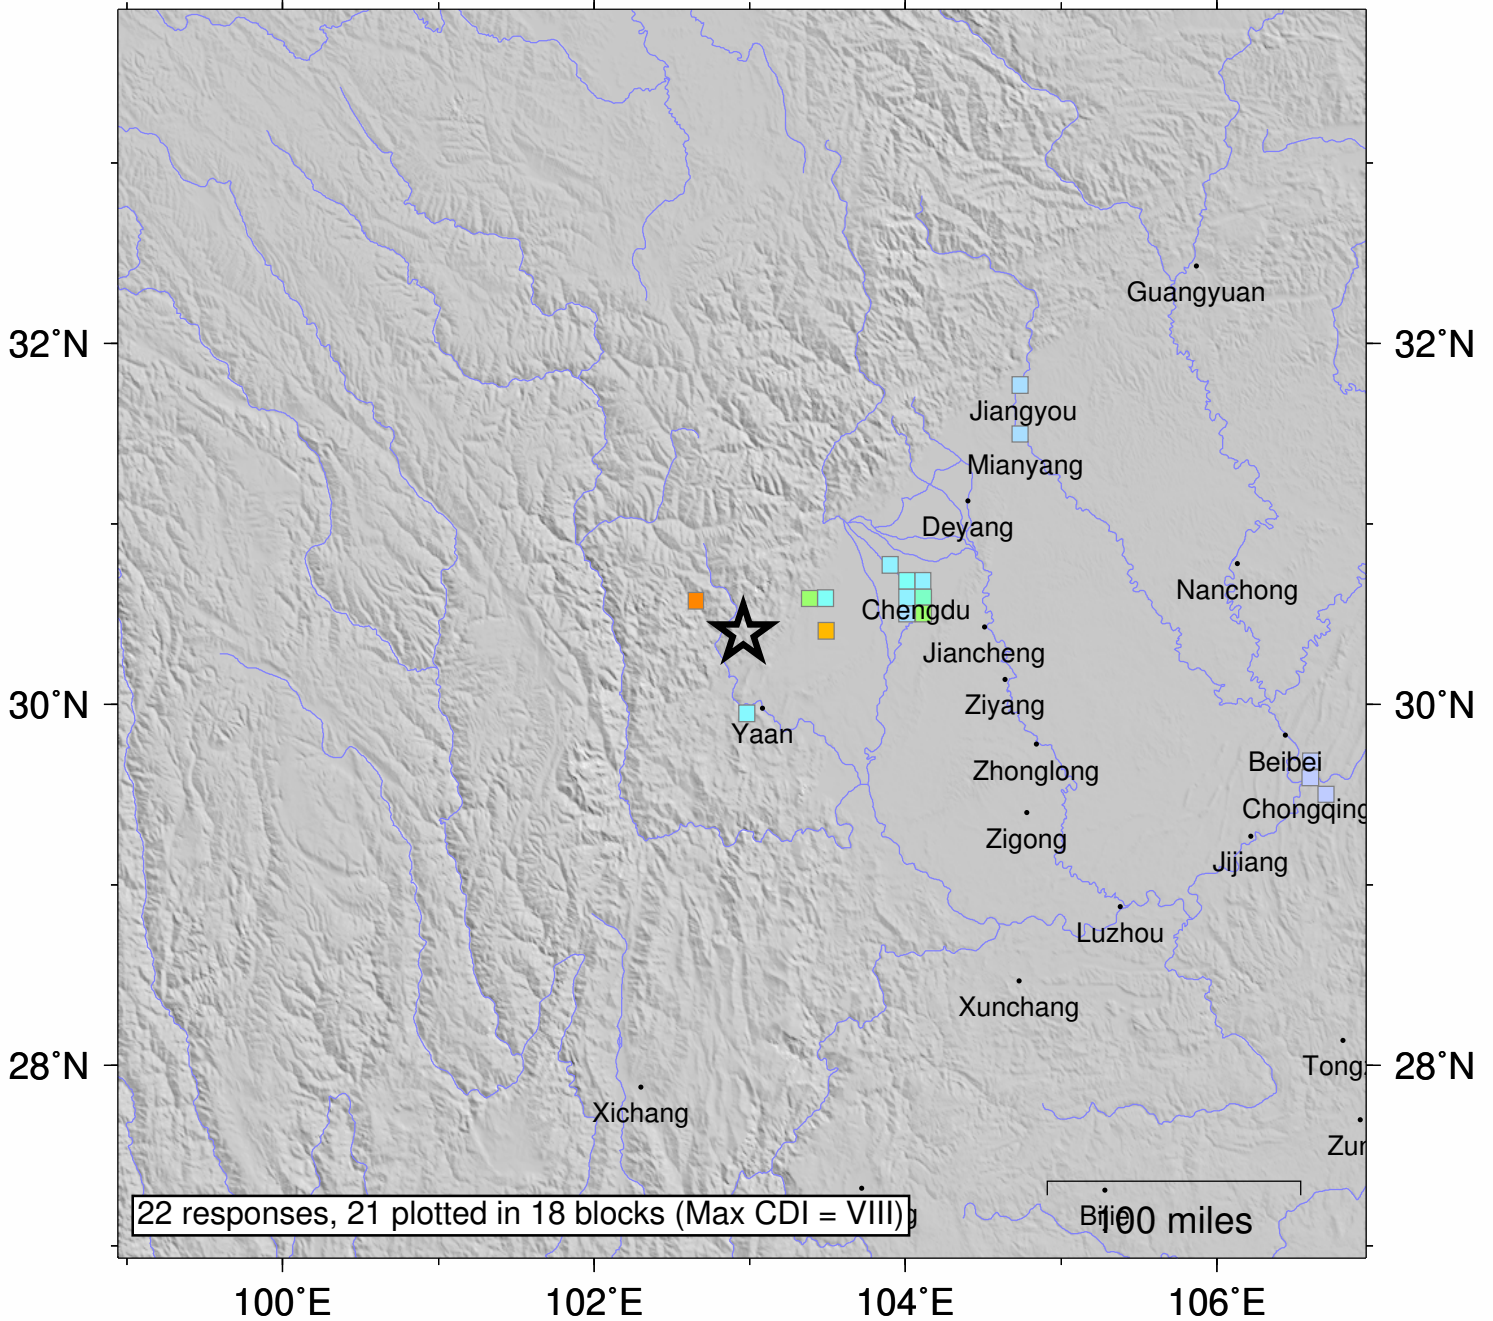 Guangyuan
32°N
32°N
Jiangyou
Mianyang
Deyang
Nanchong
Chengdu
Jiancheng
30°N
Ziyang
30°N
Yaan
Beibei
Zhonglong
Chongqing
Zigong
Jijiang
Luzhou
Xunchang
28°N
Tong
28°N
Xichang
Zur
22 responses, 21 plotted in 18 blocks (Max CDI = VIII)
g
Bijie
100 miles
100°E
102°E
104°E
106°E